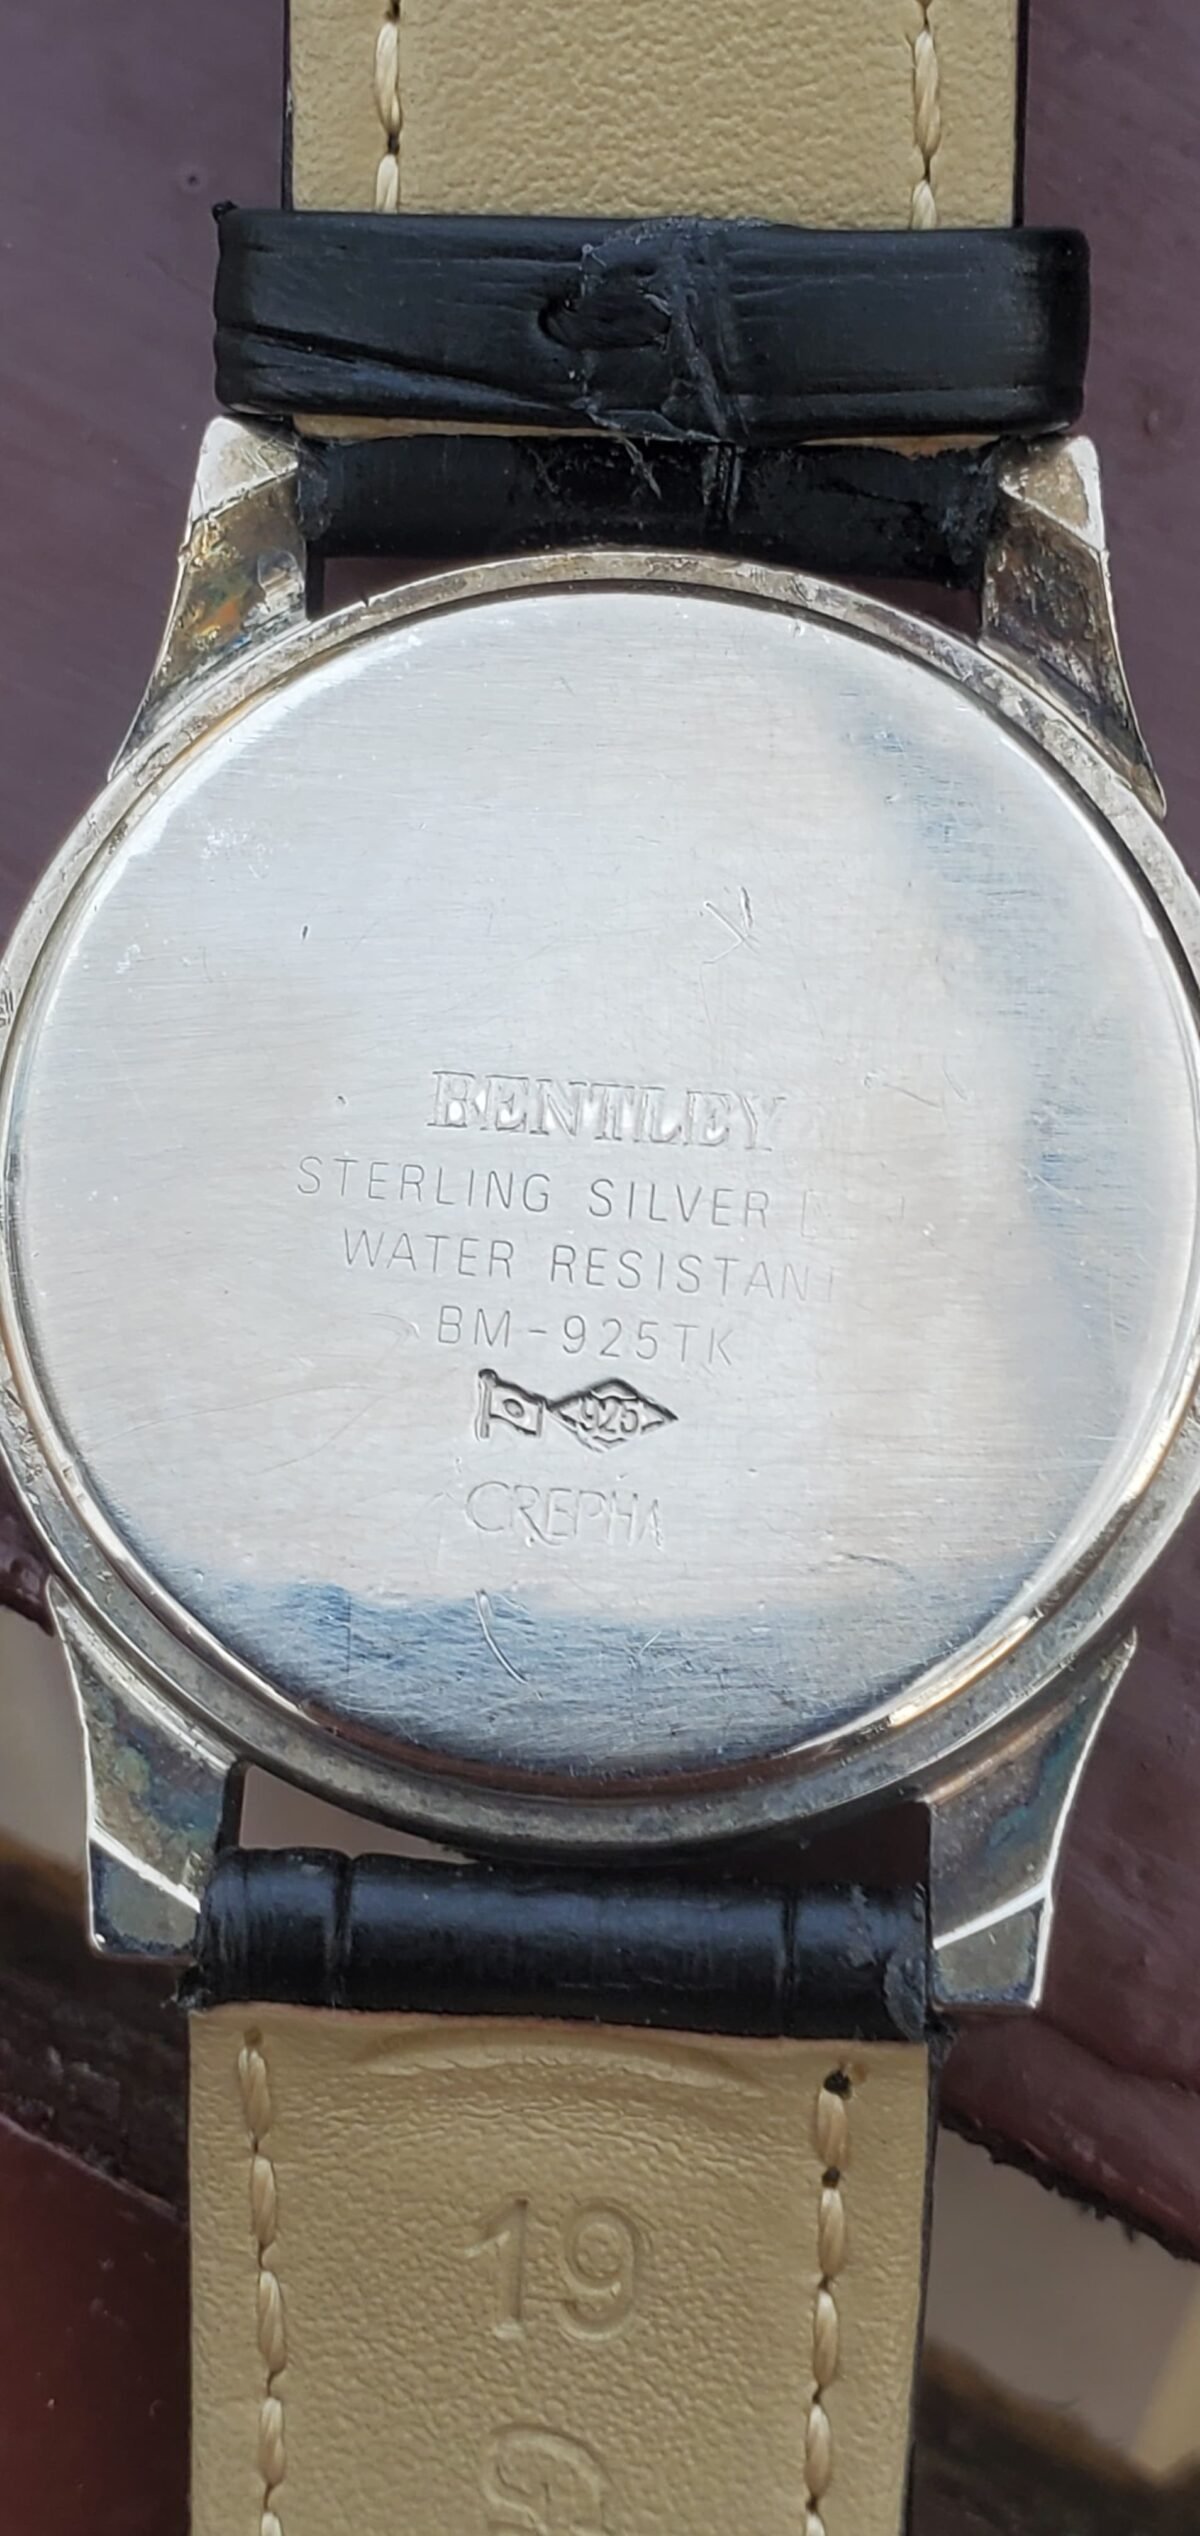 BENTLEY
STERLING SILVER
WATER RESISTANT
BM-925TK
925
CREPHA
19